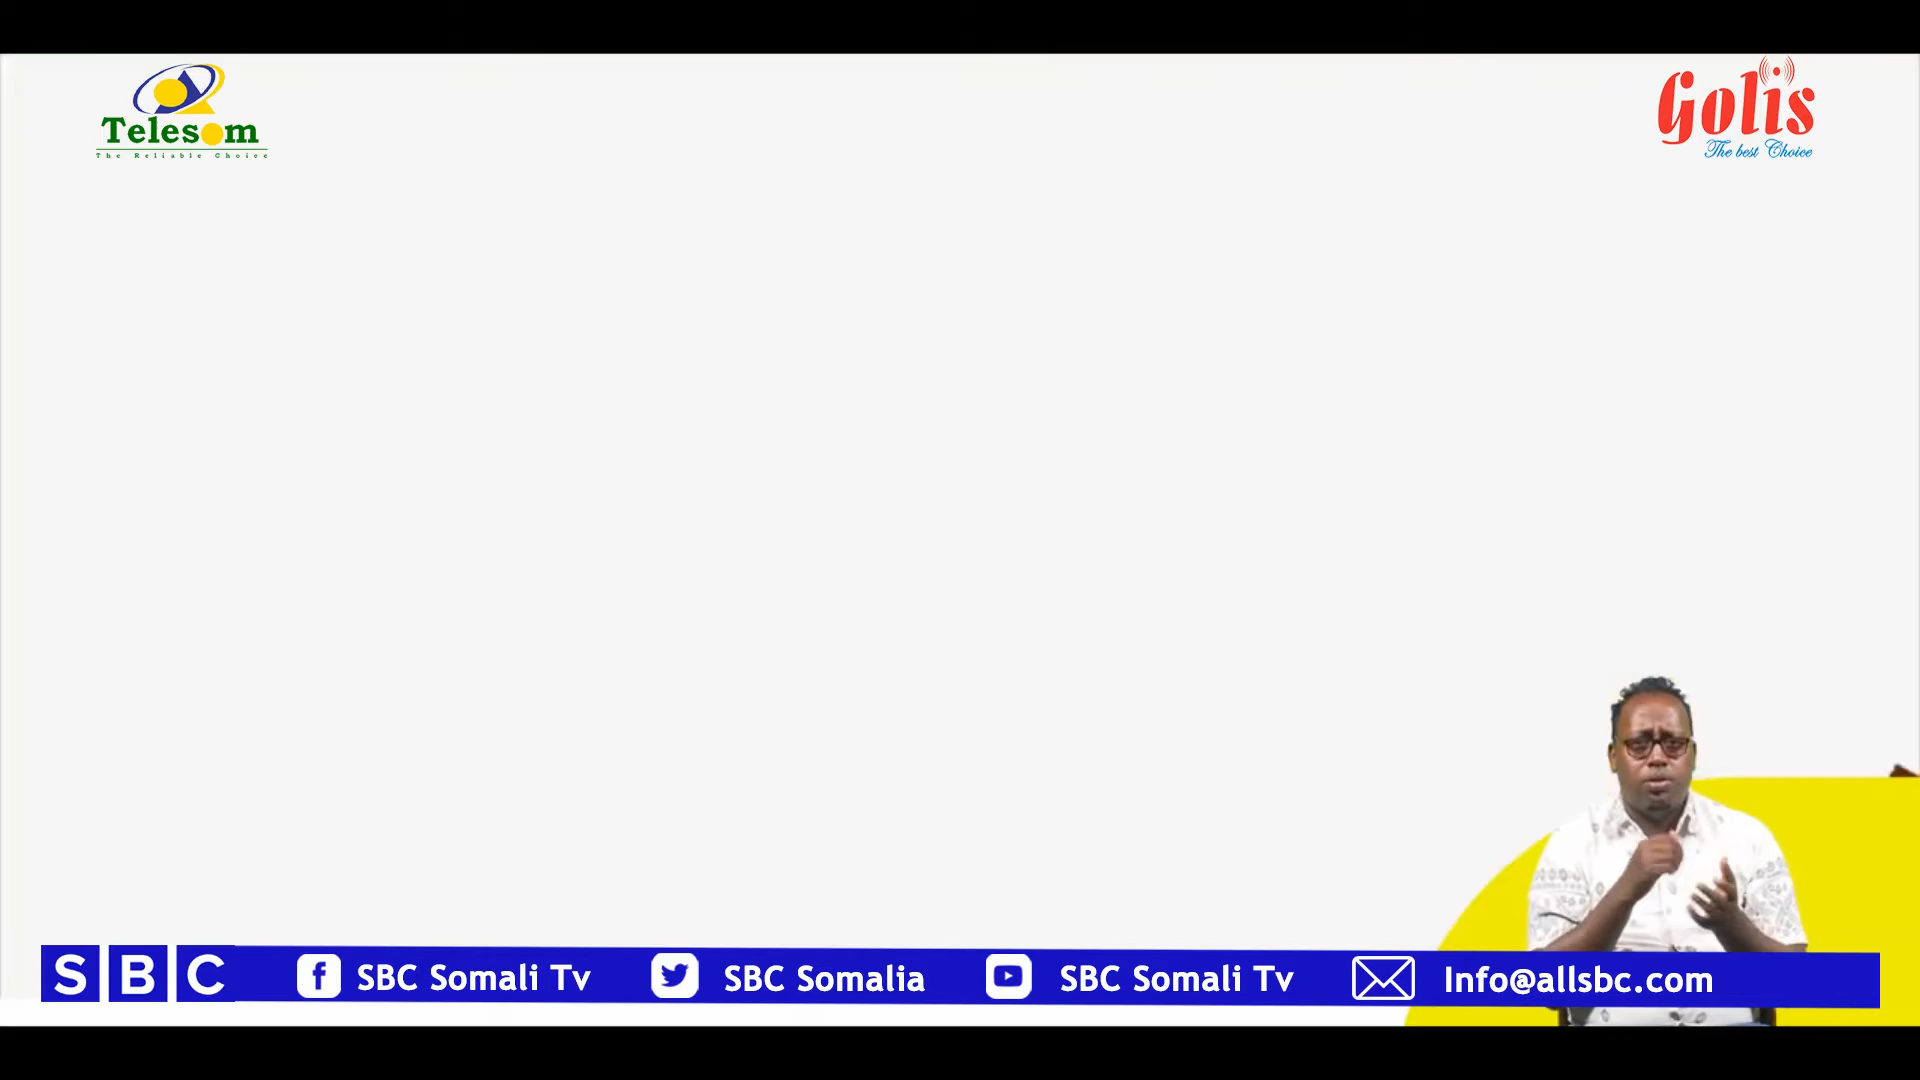 Telesom
The Reliable Choice
Golis
The best Choice
SBC
SBC Somali Tv
SBC Somalia
SBC Somali Tv
Info@allsbc.com